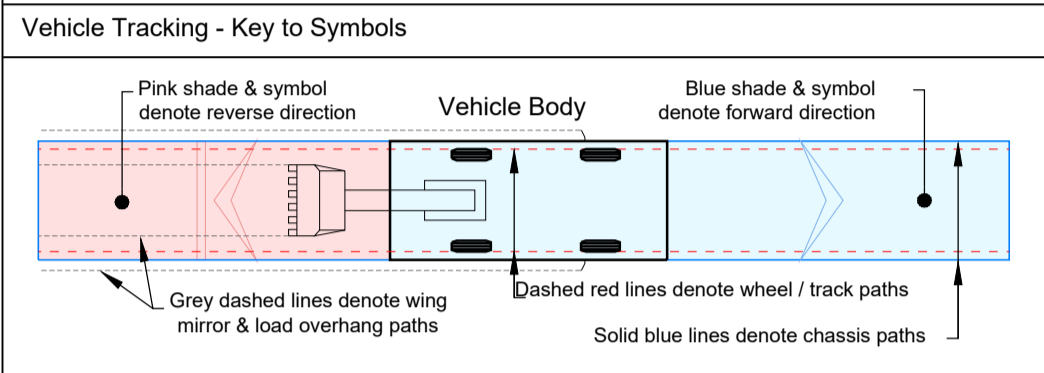 Vehicle Tracking - Key to Symbols
Pink shade & symbol
denote reverse direction
Vehicle Body
Blue shade & symbol
denote forward direction
Grey dashed lines denote wing
mirror & load overhang paths
Dashed red lines denote wheel / track paths
Solid blue lines denote chassis paths